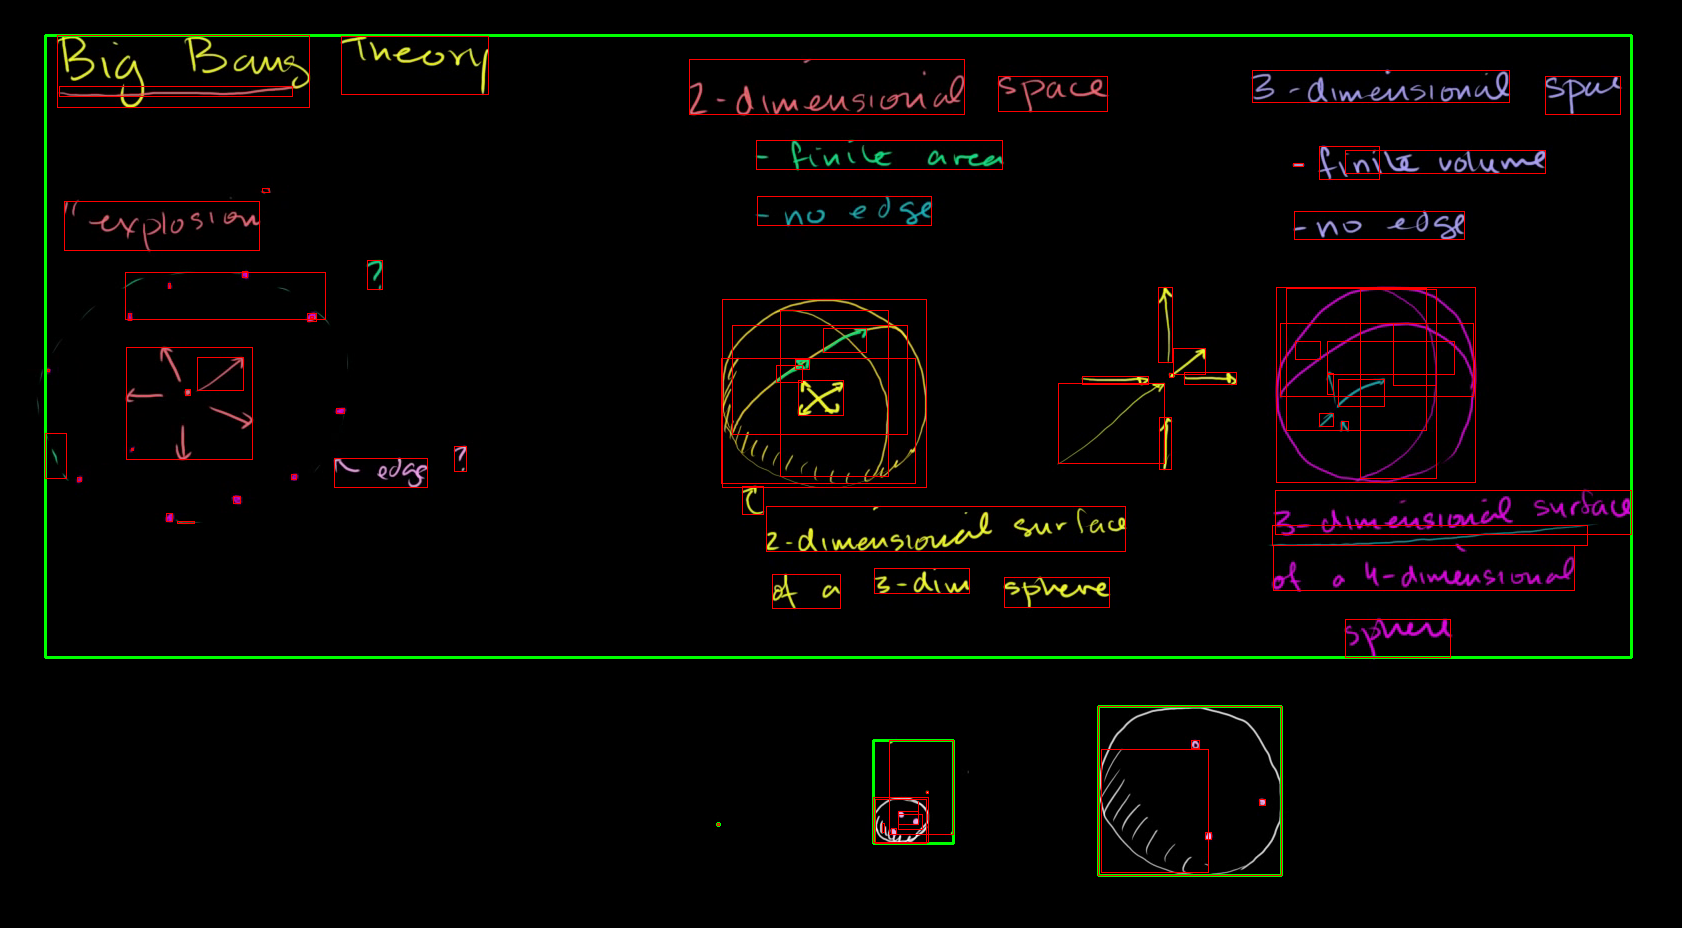 Big Bang Theory
"explosion
?
edge ?
2-dimensional space
- finite area
- no edge
2-dimensional surface
of a 3-dim sphere
3-dimensional spac
- finite volume
- no edge
3-dimensional surface
of a 4-dimensional
sphere